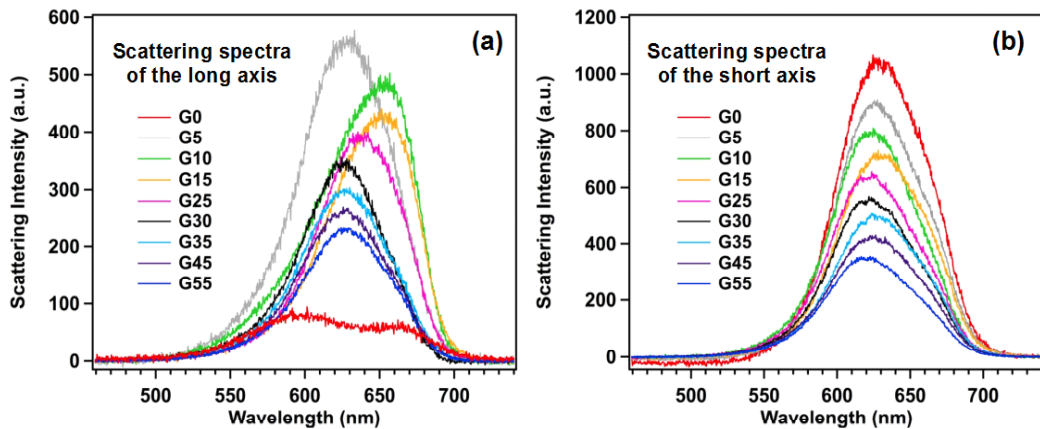 (a)
Scattering spectra
of the long axis
G0
G5
G10
G15
G25
G30
G35
G45
G55
600
500
400
300
200
100
0
Scattering Intensity (a.u.)
500 550 600 650 700
Wavelength (nm)
(b)
Scattering spectra
of the short axis
G0
G5
G10
G15
G25
G30
G35
G45
G55
1200
1000
800
600
400
200
0
Scattering Intensity (a.u.)
500 550 600 650 700
Wavelength (nm)